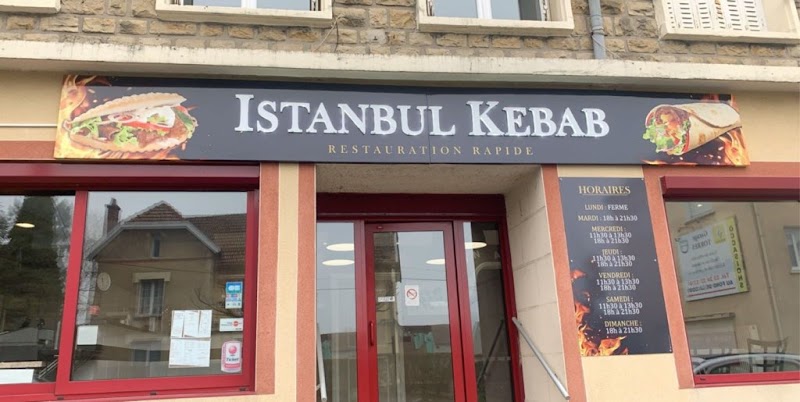 ISTANBUL KEBAB
RESTAURATION RAPIDE
HORAIRES
LUNDI : FERME
MARDI : 18h à 21h30
MERCREDI :
11h30 à 13h30
18h à 21h30
JEUDI :
11h30 à 13h30
18h à 21h30
VENDREDI :
11h30 à 13h30
18h à 21h30
SAMEDI :
11h30 à 13h30
18h à 21h30
DIMANCHE :
18h à 21h30